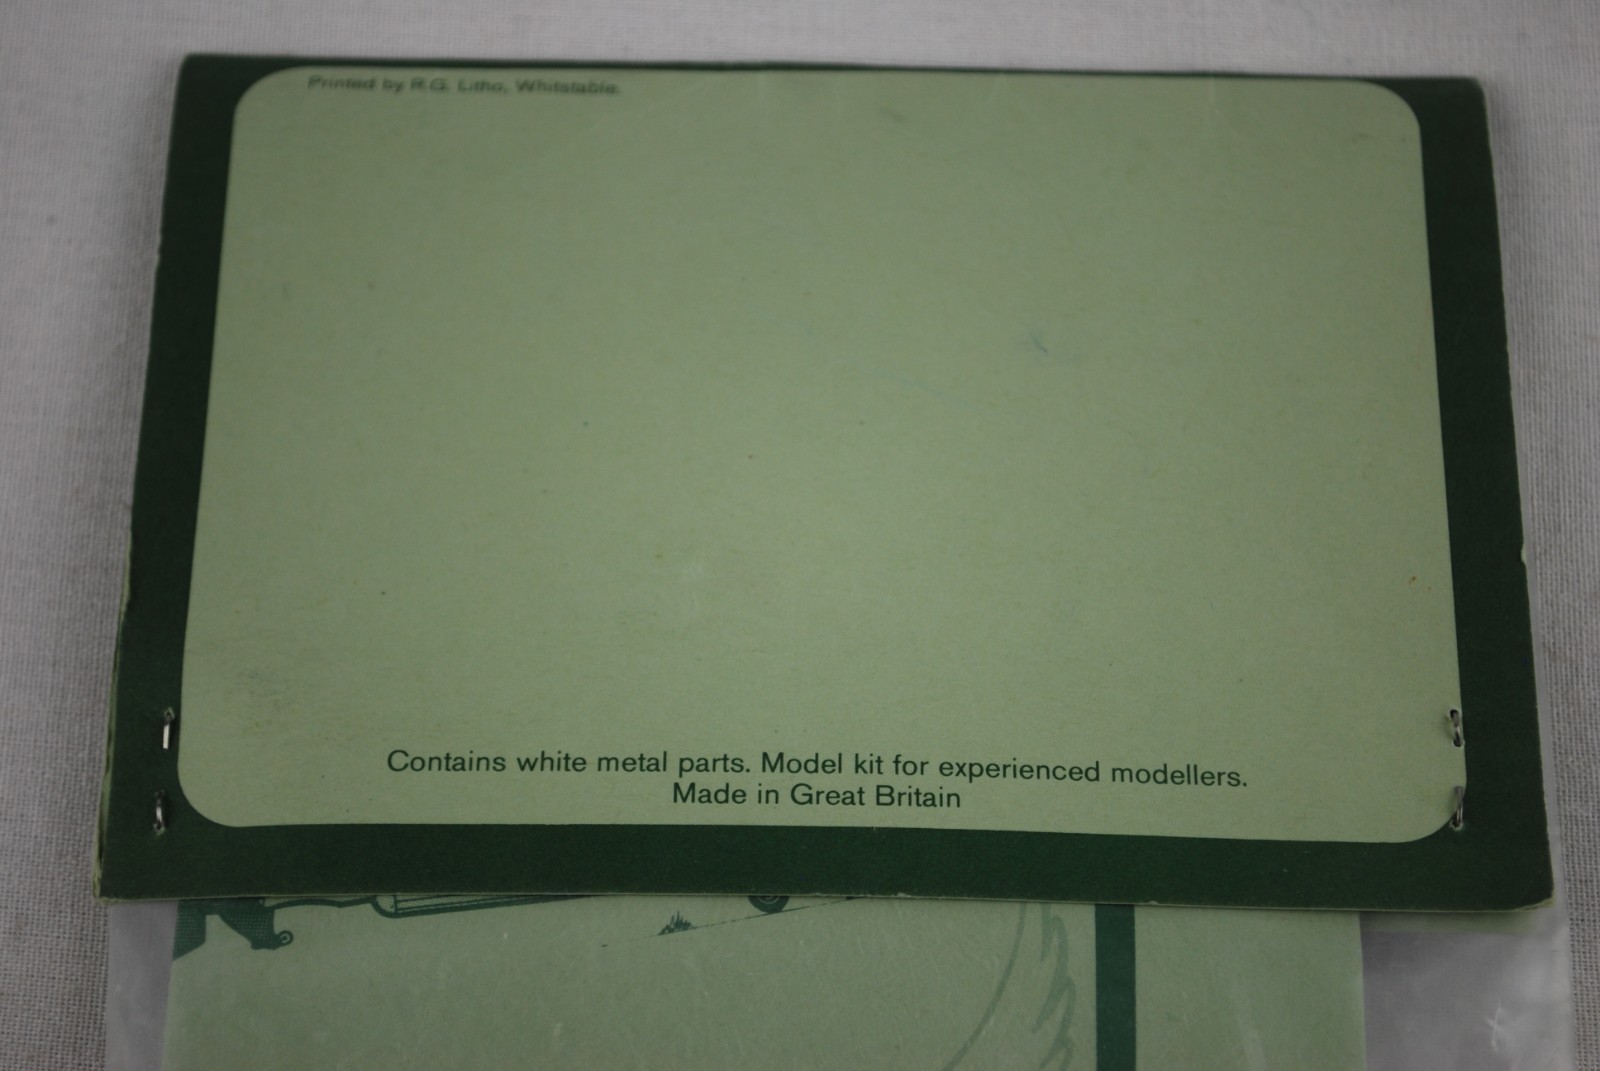 Printed by R.G. Litho, Whitstable.
Contains white metal parts. Model kit for experienced modellers.
Made in Great Britain